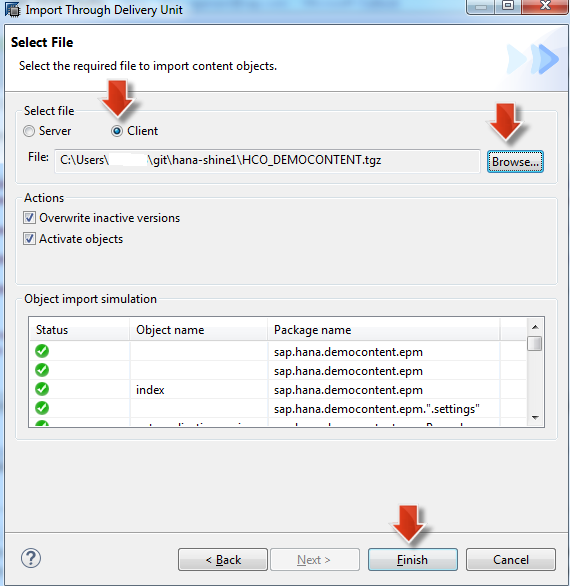 Import Through Delivery Unit
Select File
Select the required file to import content objects.
Select file
Server Client
File: C:\Users\ \git\hana-shine1\HCO_DEMOCONTENT.tgz Browse...
Actions
Overwrite inactive versions
Activate objects
Object import simulation
Status Object name Package name
sap.hana.democontent.epm
sap.hana.democontent.epm
index sap.hana.democontent.epm
sap.hana.democontent.epm.".settings"
? < Back Next > Finish Cancel